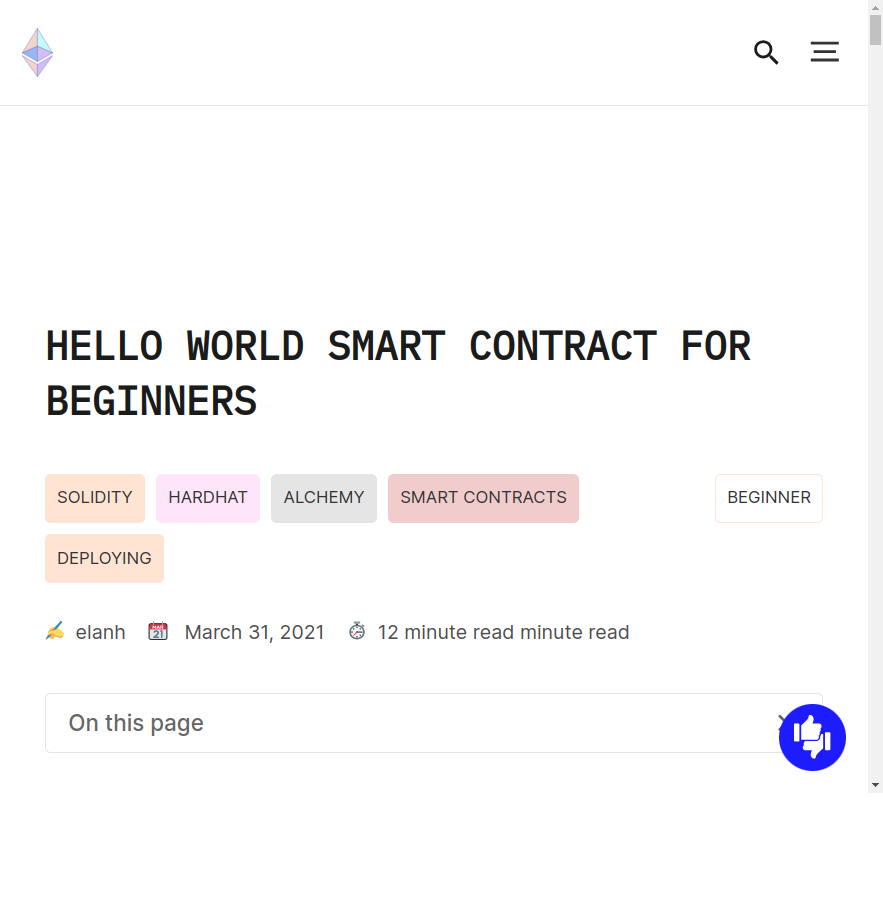 HELLO WORLD SMART CONTRACT FOR
BEGINNERS
SOLIDITY HARDHAT ALCHEMY SMART CONTRACTS BEGINNER
DEPLOYING
elanh March 31, 2021 12 minute read minute read
On this page